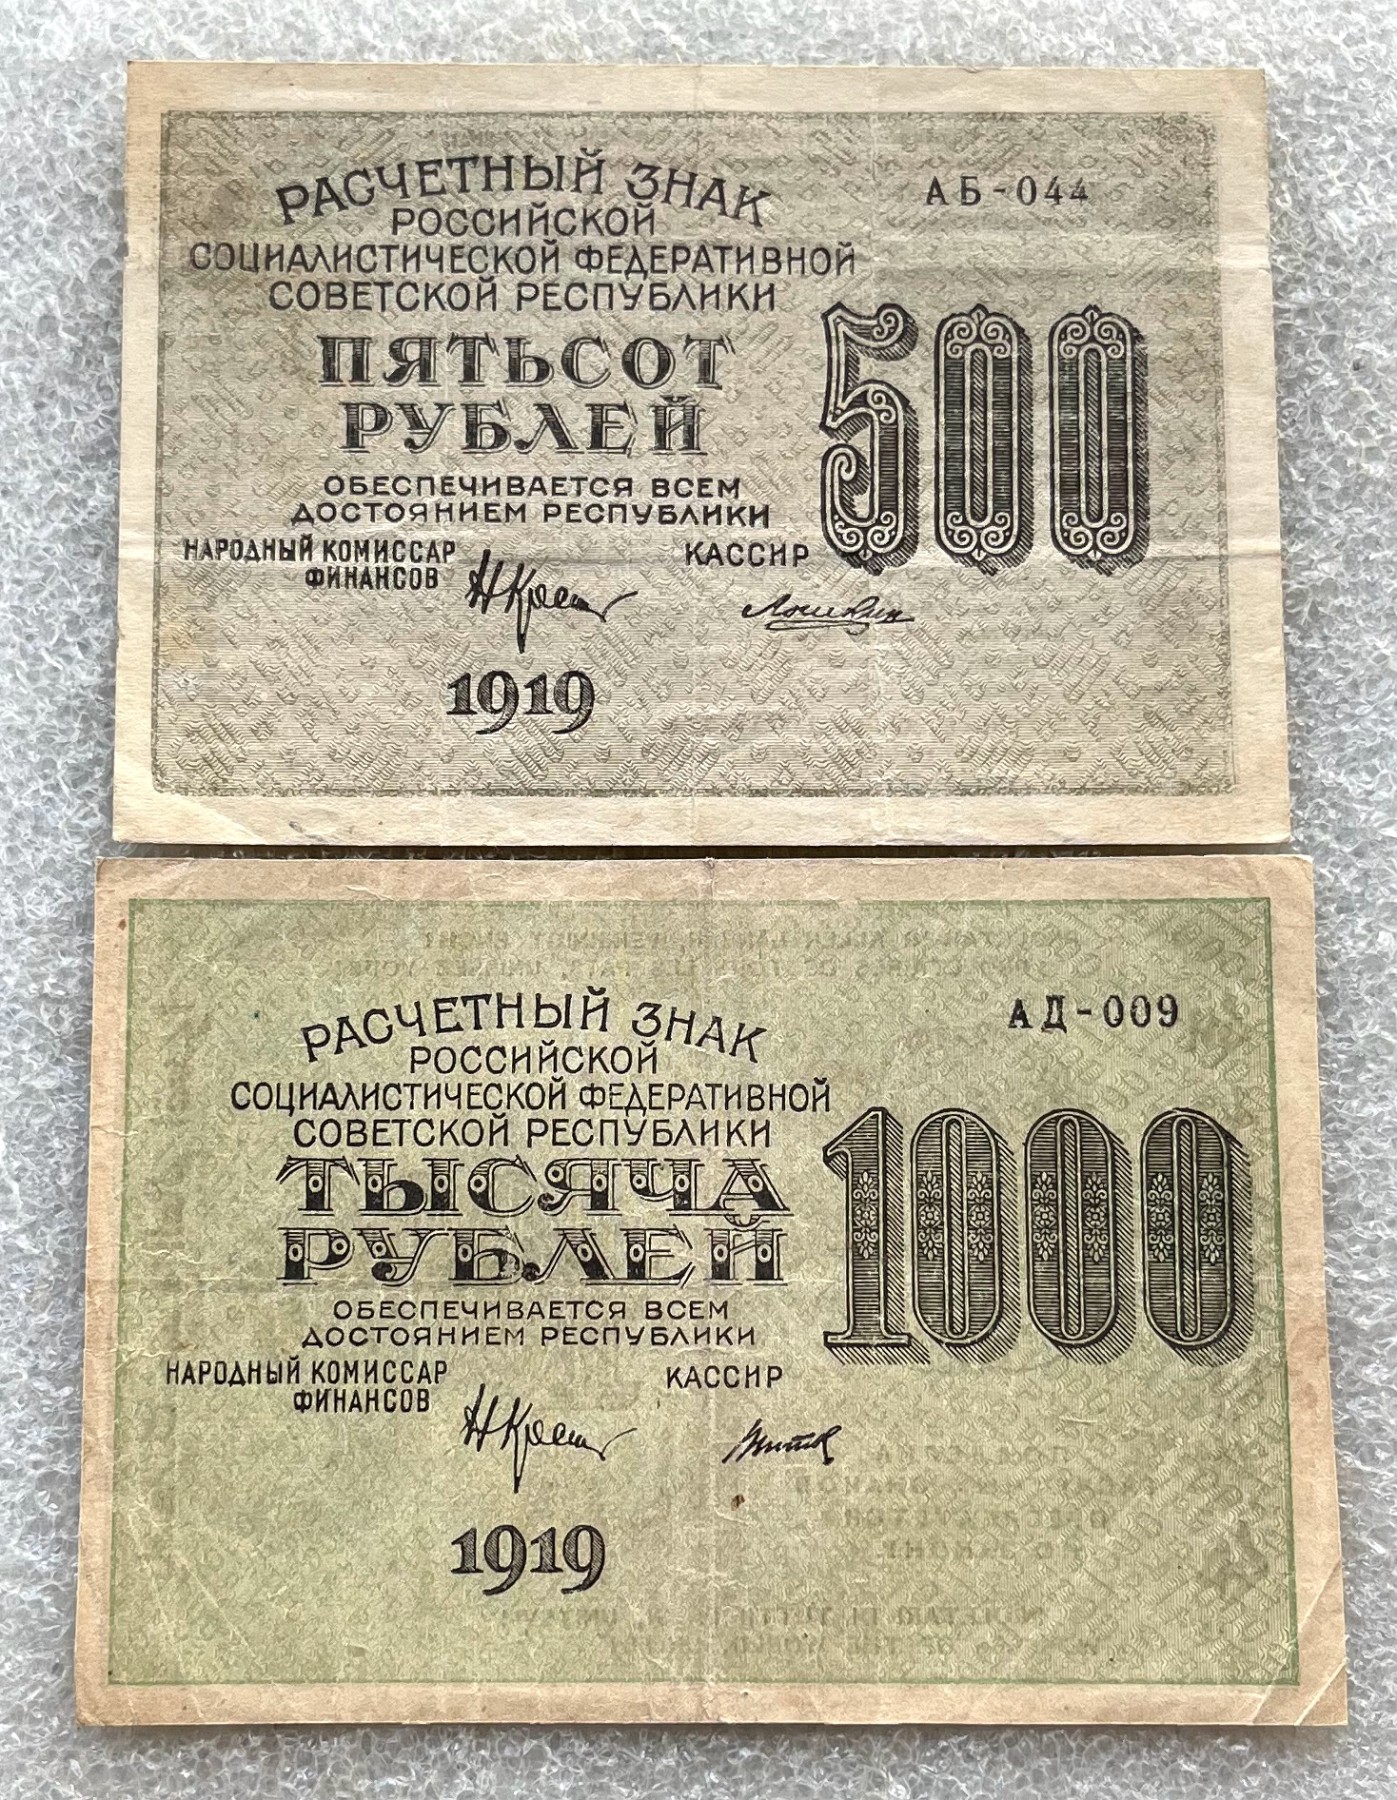 РАСЧЕТНЫЙ ЗНАК
АБ-044
РОССИЙСКОЙ
СОЦИАЛИСТИЧЕСКОЙ ФЕДЕРАТИВНОЙ
СОВЕТСКОЙ РЕСПУБЛИКИ
ПЯТЬСОТ
РУБЛЕЙ
500
ОБЕСПЕЧИВАЕТСЯ ВСЕМ
ДОСТОЯНИЕМ РЕСПУБЛИКИ
НАРОДНЫЙ КОМИССАР
ФИНАНСОВ
КАССИР
1919
РАСЧЕТНЫЙ ЗНАК
АД-009
РОССИЙСКОЙ
СОЦИАЛИСТИЧЕСКОЙ ФЕДЕРАТИВНОЙ
СОВЕТСКОЙ РЕСПУБЛИКИ
ТЫСЯЧА
РУБЛЕЙ
1000
ОБЕСПЕЧИВАЕТСЯ ВСЕМ
ДОСТОЯНИЕМ РЕСПУБЛИКИ
НАРОДНЫЙ КОМИССАР
ФИНАНСОВ
КАССИР
1919